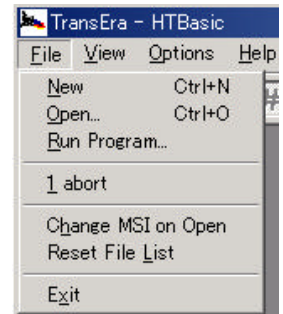 TransEra - HTBasic
File View Options Help
New Ctrl+N
Open... Ctrl+O
Run Program...
1 abort
Change MSI on Open
Reset File List
Exit